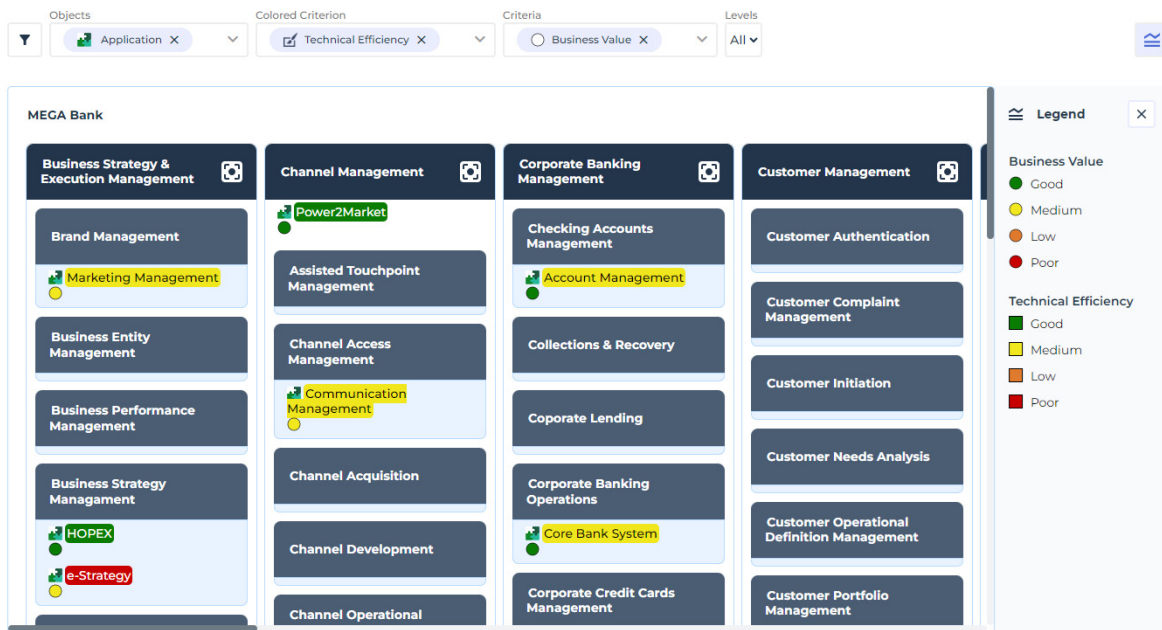 Objects
Colored Criterion
Criteria
Levels
Application
Technical Efficiency
Business Value
All
MEGA Bank
Business Strategy &
Execution Management
Brand Management
Marketing Management
Business Entity
Management
Business Performance
Management
Business Strategy
Managament
HOPEX
e-Strategy
Channel Management
Power2Market
Assisted Touchpoint
Management
Channel Access
Management
Communication
Management
Channel Acquisition
Channel Development
Channel Operational
Corporate Banking
Management
Checking Accounts
Management
Account Management
Collections & Recovery
Coporate Lending
Corporate Banking
Operations
Core Bank System
Corporate Credit Cards
Management
Customer Management
Customer Authentication
Customer Complaint
Management
Customer Initiation
Customer Needs Analysis
Customer Operational
Definition Management
Customer Portfolio
Management
Legend
Business Value
Good
Medium
Low
Poor
Technical Efficiency
Good
Medium
Low
Poor